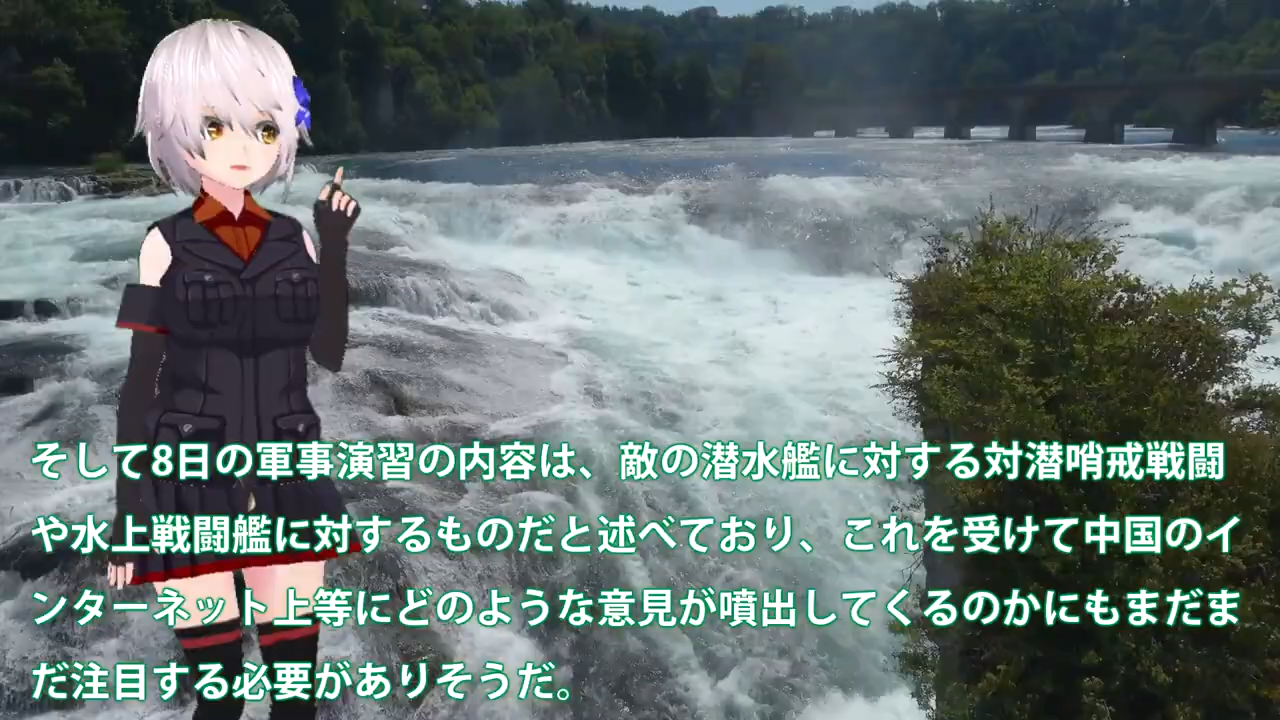 そして8日の軍事演習の内容は、敵の潜水艦に対する対潜哨戒戦闘
や水上戦闘艦に対するものだと述べており、これを受けて中国のイ
ンターネット上等にどのような意見が噴出してくるのかにもまだま
だ注目する必要がありそうだ。